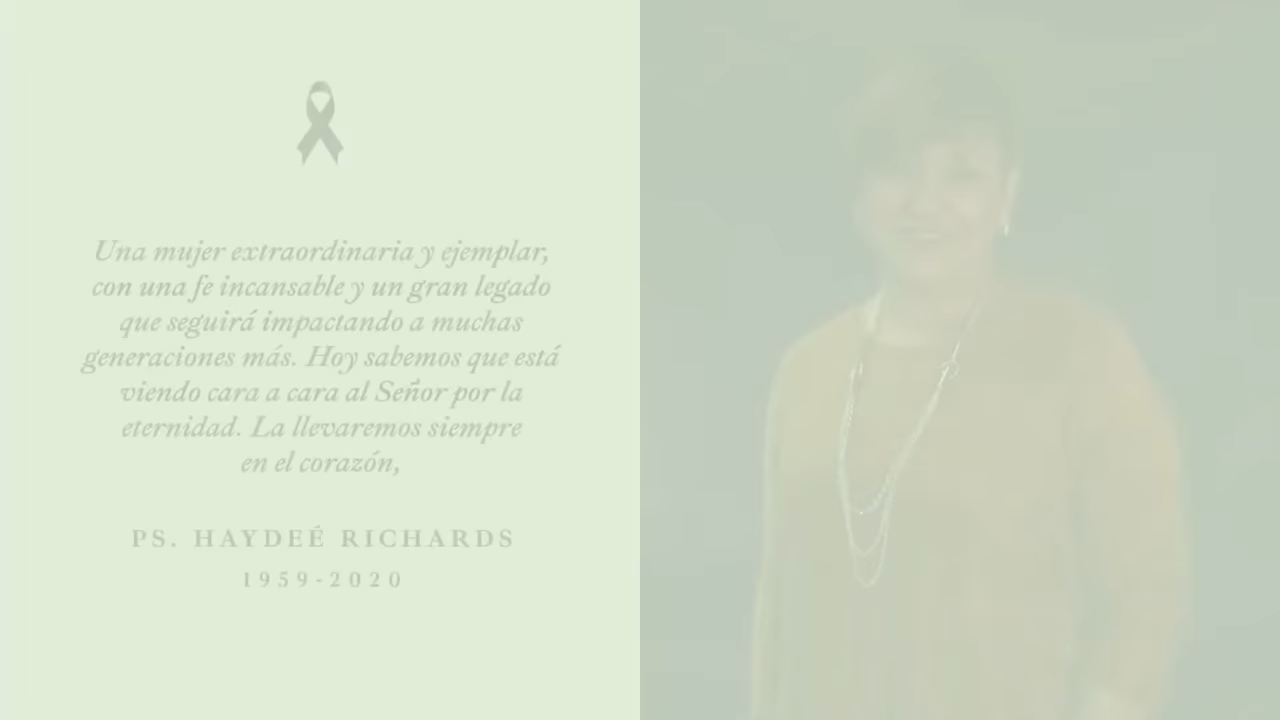 Una mujer extraordinaria y ejemplar,
con una fe incansable y un gran legado
que seguirá impactando a muchas
generaciones más. Hoy sabemos que está
viendo cara a cara al Señor por la
eternidad. La llevaremos siempre
en el corazón,
PS. HAYDEÉ RICHARDS
1959-2020